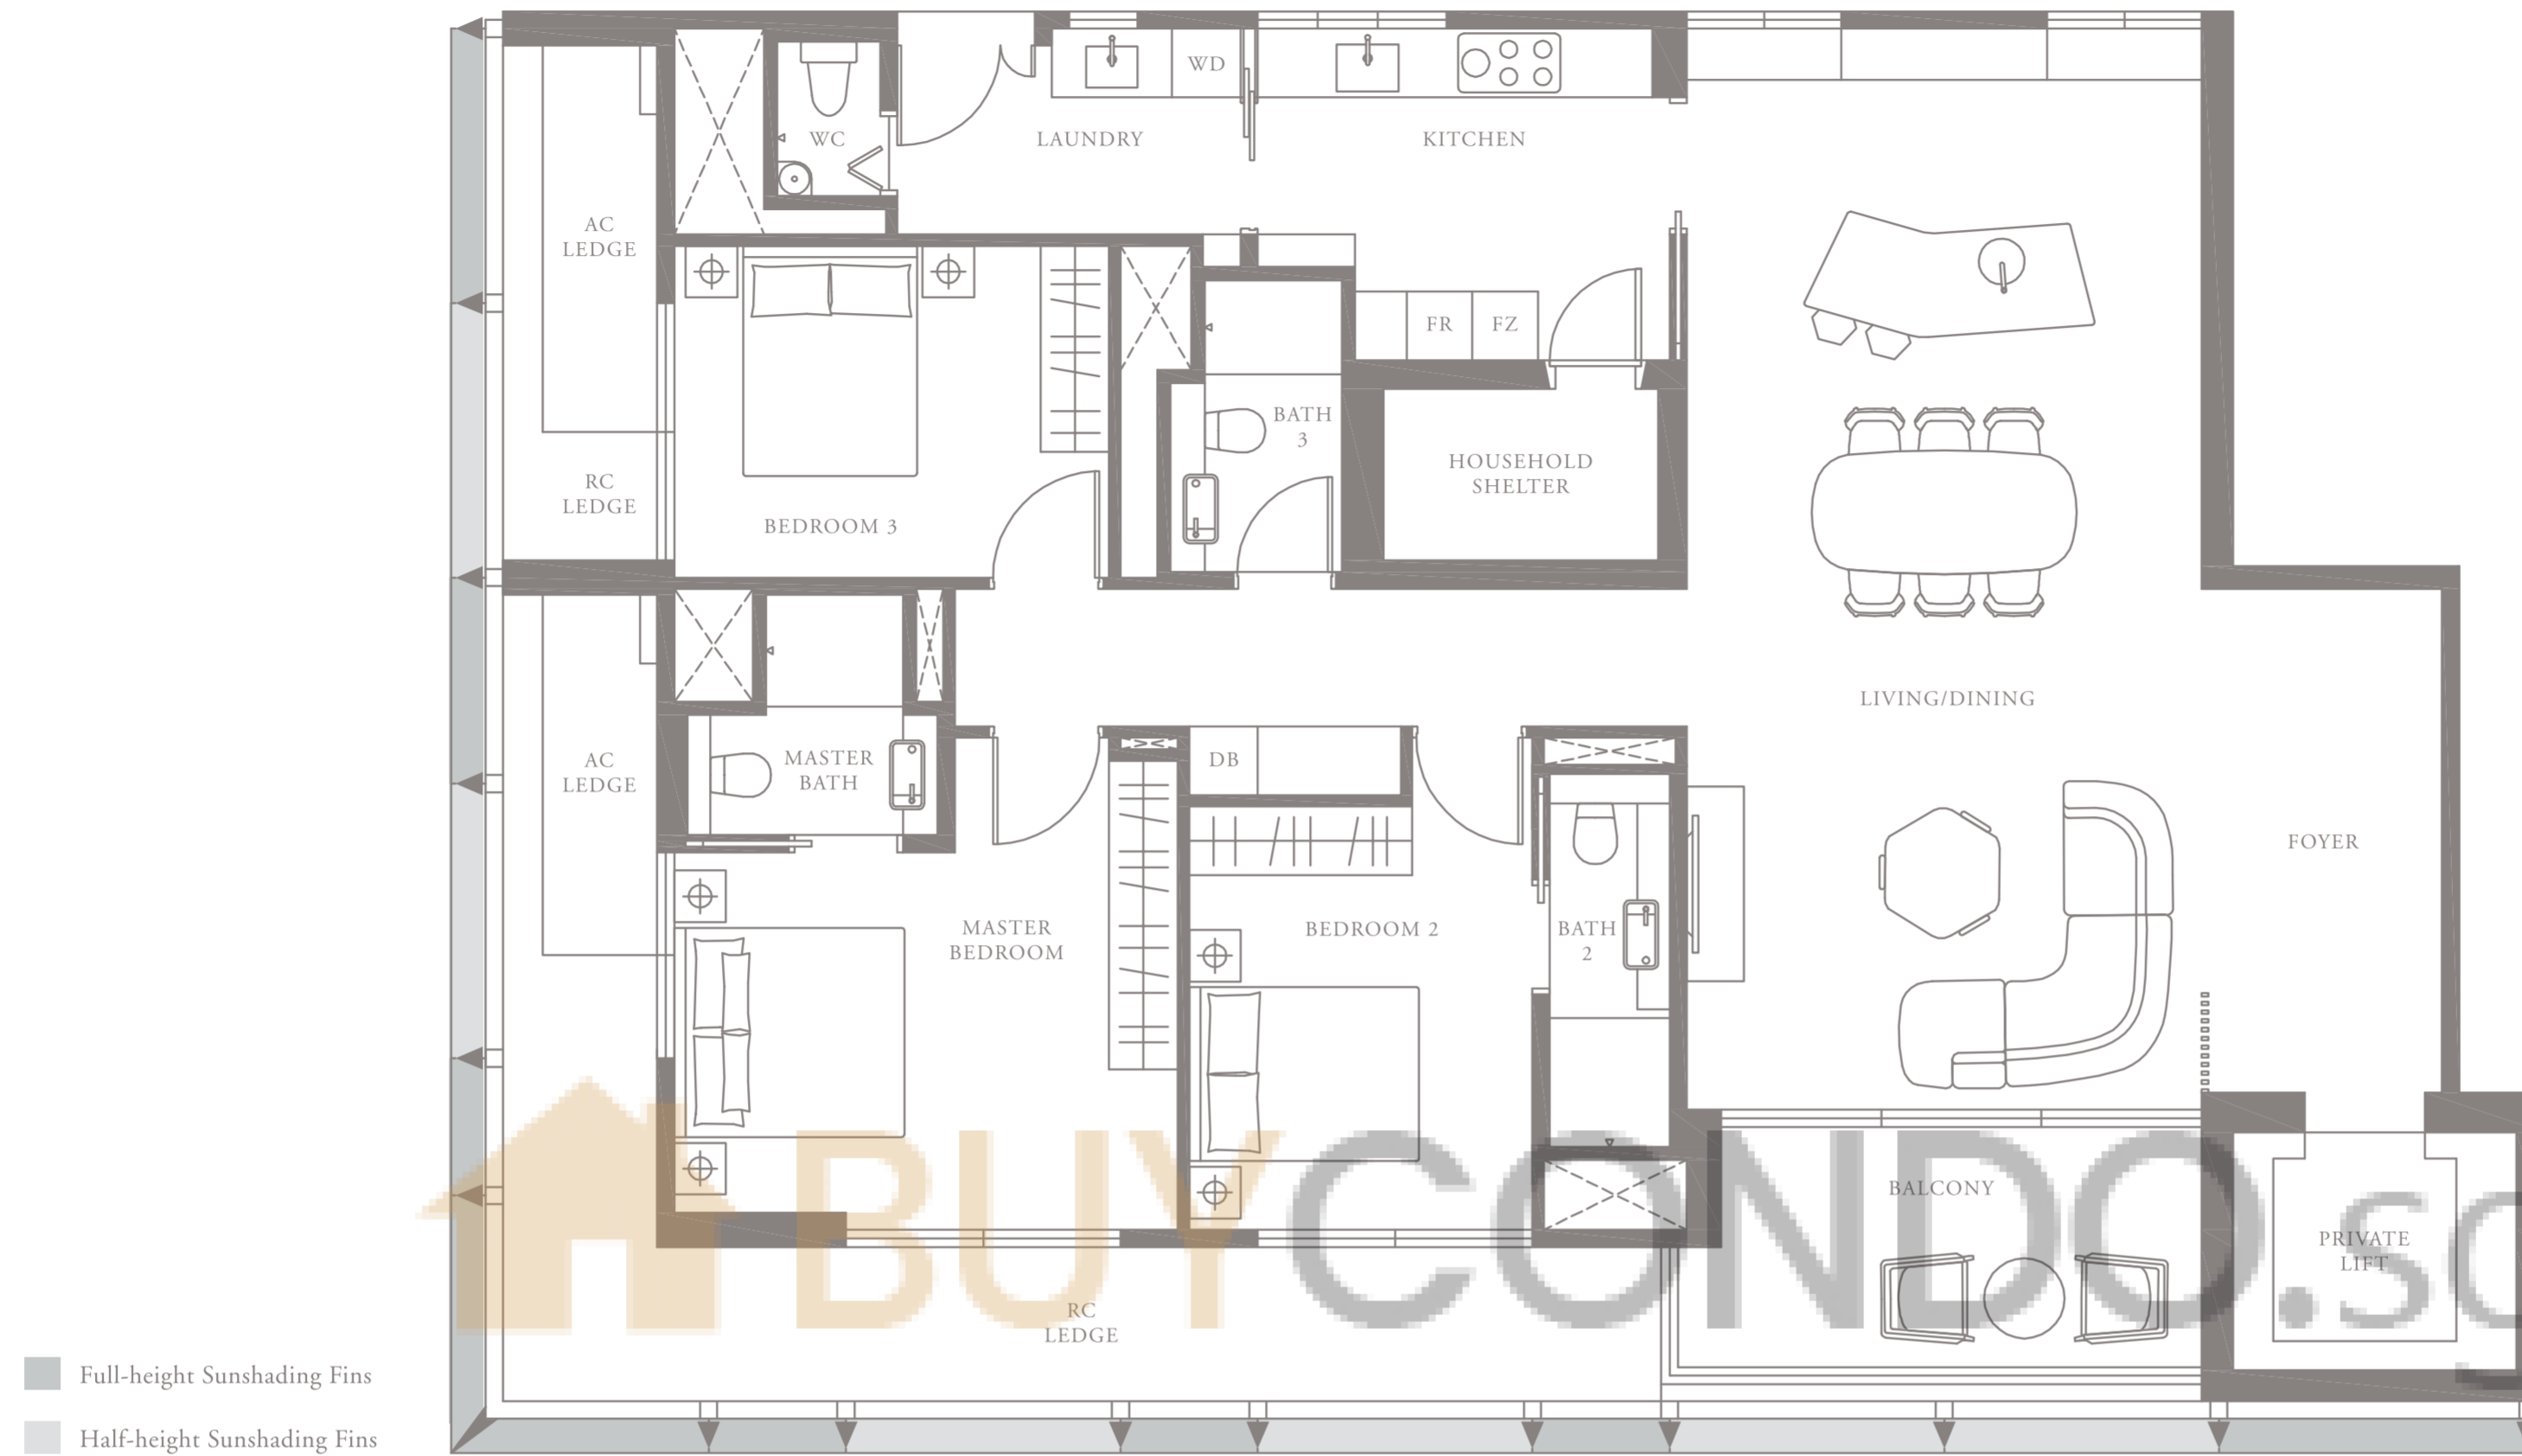 WD
WC
LAUNDRY
KITCHEN
AC
LEDGE
FR
FZ
BATH
3
HOUSEHOLD
SHELTER
RC
LEDGE
BEDROOM 3
LIVING/DINING
MASTER
BATH
DB
AC
LEDGE
FOYER
MASTER
BEDROOM
BEDROOM 2
BATH
2
BALCONY
PRIVATE
LIFT
BUYCONDO.
RC
LEDGE
Full-height Sunshading Fins
Half-height Sunshading Fins